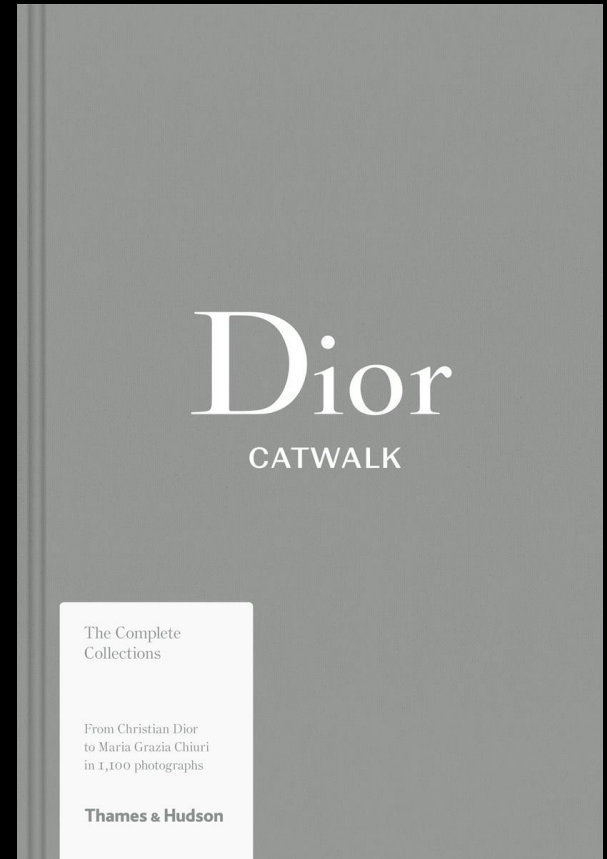 Dior
CATWALK
The Complete
Collections
From Christian Dior
to Maria Grazia Chiuri
in 1,100 photographs
Thames & Hudson